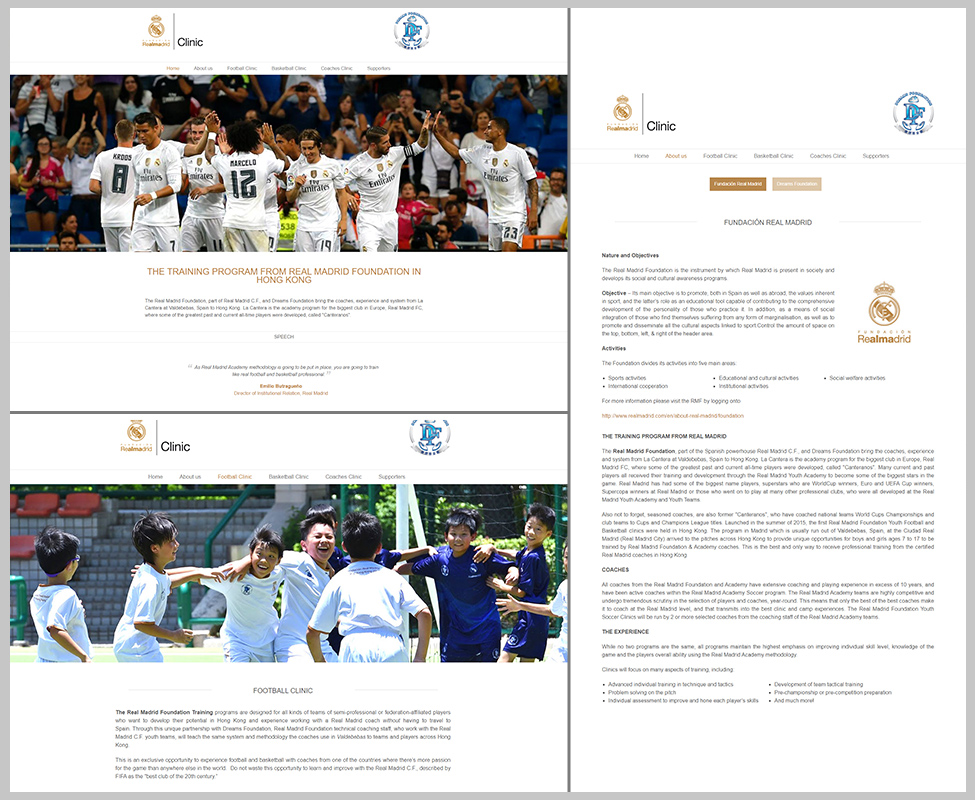 FUNDACIÓN
Realmadrid
Clinic
DREAMS FOUNDATION
DF
Home
About us
Football Clinic
Basketball Clinic
Coaches Clinic
Supporters
KROOS
8
Fly
Emirates
7
11
MARCELO
12
Fly
Emirates
19
Fly
Emirates
23
THE TRAINING PROGRAM FROM REAL MADRID FOUNDATION IN
HONG KONG
The Real Madrid Foundation, part of Real Madrid C.F., and Dreams Foundation bring the coaches, experience and system from La
Cantera at Valdebebas, Spain to Hong Kong. La Cantera is the academy program for the biggest club in Europe, Real Madrid FC,
where some of the greatest past and current all-time players were developed, called "Canteranos".
SPEECH
“ As Real Madrid Academy methodology is going to be put in place, you are going to train
like real football and basketball professional. ”
Emilio Butragueño
Director of Institutional Relation, Real Madrid
FUNDACIÓN
Realmadrid
Clinic
DF
Home
About us
Football Clinic
Basketball Clinic
Coaches Clinic
Supporters
FOOTBALL CLINIC
The Real Madrid Foundation Training programs are designed for all kinds of teams of semi-professional or federation-affiliated players
who want to develop their potential in Hong Kong and experience working with a Real Madrid coach without having to travel to
Spain. Through this unique partnership with Dreams Foundation, Real Madrid Foundation technical coaching staff, who work with the Real
Madrid C.F. youth teams, will teach the same system and methodology the coaches use in Valdebebas to teams and players across Hong
Kong.
This is an exclusive opportunity to experience football and basketball with coaches from one of the countries where there's more passion
for the game than anywhere else in the world. Do not waste this opportunity to learn and improve with the Real Madrid C.F., described by
FIFA as the "best club of the 20th century."
FUNDACIÓN
Realmadrid
Clinic
DREAMS FOUNDATION
DF
Home
About us
Football Clinic
Basketball Clinic
Coaches Clinic
Supporters
Fundación Real Madrid
Dreams Foundation
FUNDACIÓN REAL MADRID
Nature and Objectives
The Real Madrid Foundation is the instrument by which Real Madrid is present in society and
develops its social and cultural awareness programs.
Objective – Its main objective is to promote, both in Spain as well as abroad, the values inherent
in sport, and the latter's role as an educational tool capable of contributing to the comprehensive
development of the personality of those who practice it. In addition, as a means of social
integration of those who find themselves suffering from any form of marginalisation, as well as to
promote and disseminate all the cultural aspects linked to sport.Control the amount of space on
the top, bottom, left, & right of the header area.
FUNDACIÓN
Realmadrid
Activities
The Foundation divides its activities into five main areas:
Sports activities
Educational and cultural activities
Social welfare activities
International cooperation
Institutional activities
For more information please visit the RMF by logging onto
http://www.realmadrid.com/en/about-real-madrid/foundation
THE TRAINING PROGRAM FROM REAL MADRID
The Real Madrid Foundation, part of the Spanish powerhouse Real Madrid C.F., and Dreams Foundation bring the coaches, experience
and system from La Cantera at Valdebebas, Spain to Hong Kong. La Cantera is the academy program for the biggest club in Europe, Real
Madrid FC, where some of the greatest past and current all-time players were developed, called "Canteranos". Many current and past
players all received their training and development through the Real Madrid Youth Academy to become some of the biggest stars in the
game. Real Madrid has had some of the biggest name players, superstars who are WorldCup winners, Euro and UEFA Cup winners,
Supercopa winners at Real Madrid or those who went on to play at many other professional clubs, who were all developed at the Real
Madrid Youth Academy and Youth Teams.
Also not to forget, seasoned coaches, are also former "Canteranos", who have coached national teams World Cups Championships and
club teams to Cups and Champions League titles. Launched in the summer of 2015, the first Real Madrid Foundation Youth Football and
Basketball clinics were held in Hong Kong. The program in Madrid which is usually run out of Valdebebas, Spain, at the Ciudad Real
Madrid (Real Madrid City) arrived to the pitches across Hong Kong to provide unique opportunities for boys and girls ages 7 to 17 to be
trained by Real Madrid Foundation & Academy coaches. This is the best and only way to receive professional training from the certified
Real Madrid coaches in Hong Kong.
COACHES
All coaches from the Real Madrid Foundation and Academy have extensive coaching and playing experience in excess of 10 years, and
have been active coaches within the Real Madrid Academy Soccer program. The Real Madrid Academy teams are highly competitive and
undergo tremendous scrutiny in the selection of players and coaches, year-round. This means that only the best of the best coaches make
it to coach at the Real Madrid level, and that transmits into the best clinic and camp experiences. The Real Madrid Foundation Youth
Soccer Clinics will be run by 2 or more selected coaches from the coaching staff of the Real Madrid Academy teams.
THE EXPERIENCE
While no two programs are the same, all programs maintain the highest emphasis on improving individual skill level, knowledge of the
game and the players overall ability using the Real Madrid Academy methodology.
Clinics will focus on many aspects of training, including:
Advanced individual training in technique and tactics
Development of team tactical training
Problem solving on the pitch
Pre-championship or pre-competition preparation
Individual assessment to improve and hone each player's skills
And much more!